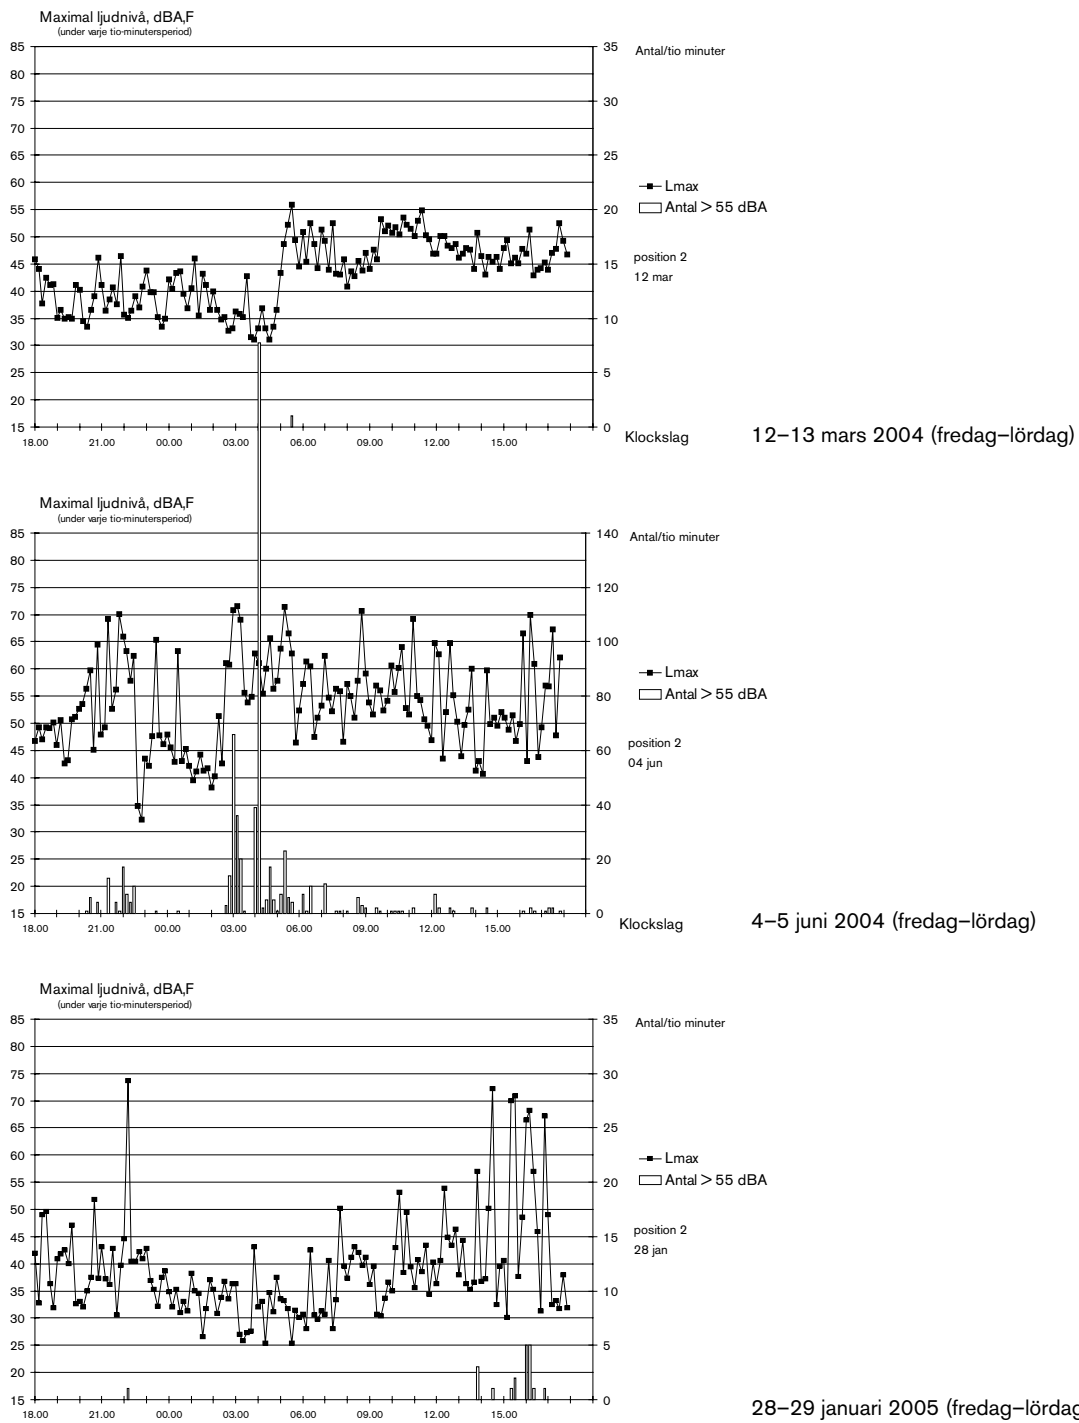 Maximal ljudnivå, dBA,F
(under varje tio-minutersperiod)
85 35 Antal/tio minuter
80
75 30
70
65 25
60
Lmax
55 20 Antal > 55 dBA
50
45 15 position 2
40 12 mar
35 10
30
25 5
20
15 0
18.00 21.00 00.00 03.00 06.00 09.00 12.00 15.00
Klockslag 12–13 mars 2004 (fredag–lördag)
Maximal ljudnivå, dBA,F
(under varje tio-minutersperiod)
85 140 Antal/tio minuter
80
75 120
70
65 100
60
Lmax
55 80 Antal > 55 dBA
50
45 60 position 2
40 04 jun
35 40
30
25 20
20
15 0
18.00 21.00 00.00 03.00 06.00 09.00 12.00 15.00
Klockslag 4–5 juni 2004 (fredag–lördag)
Maximal ljudnivå, dBA,F
(under varje tio-minutersperiod)
85 35 Antal/tio minuter
80
75 30
70
65 25
60
Lmax
55 20 Antal > 55 dBA
50
45 15 position 2
40 28 jan
35 10
30
25 5
20
15 0
18.00 21.00 00.00 03.00 06.00 09.00 12.00 15.00
28–29 januari 2005 (fredag–lördag